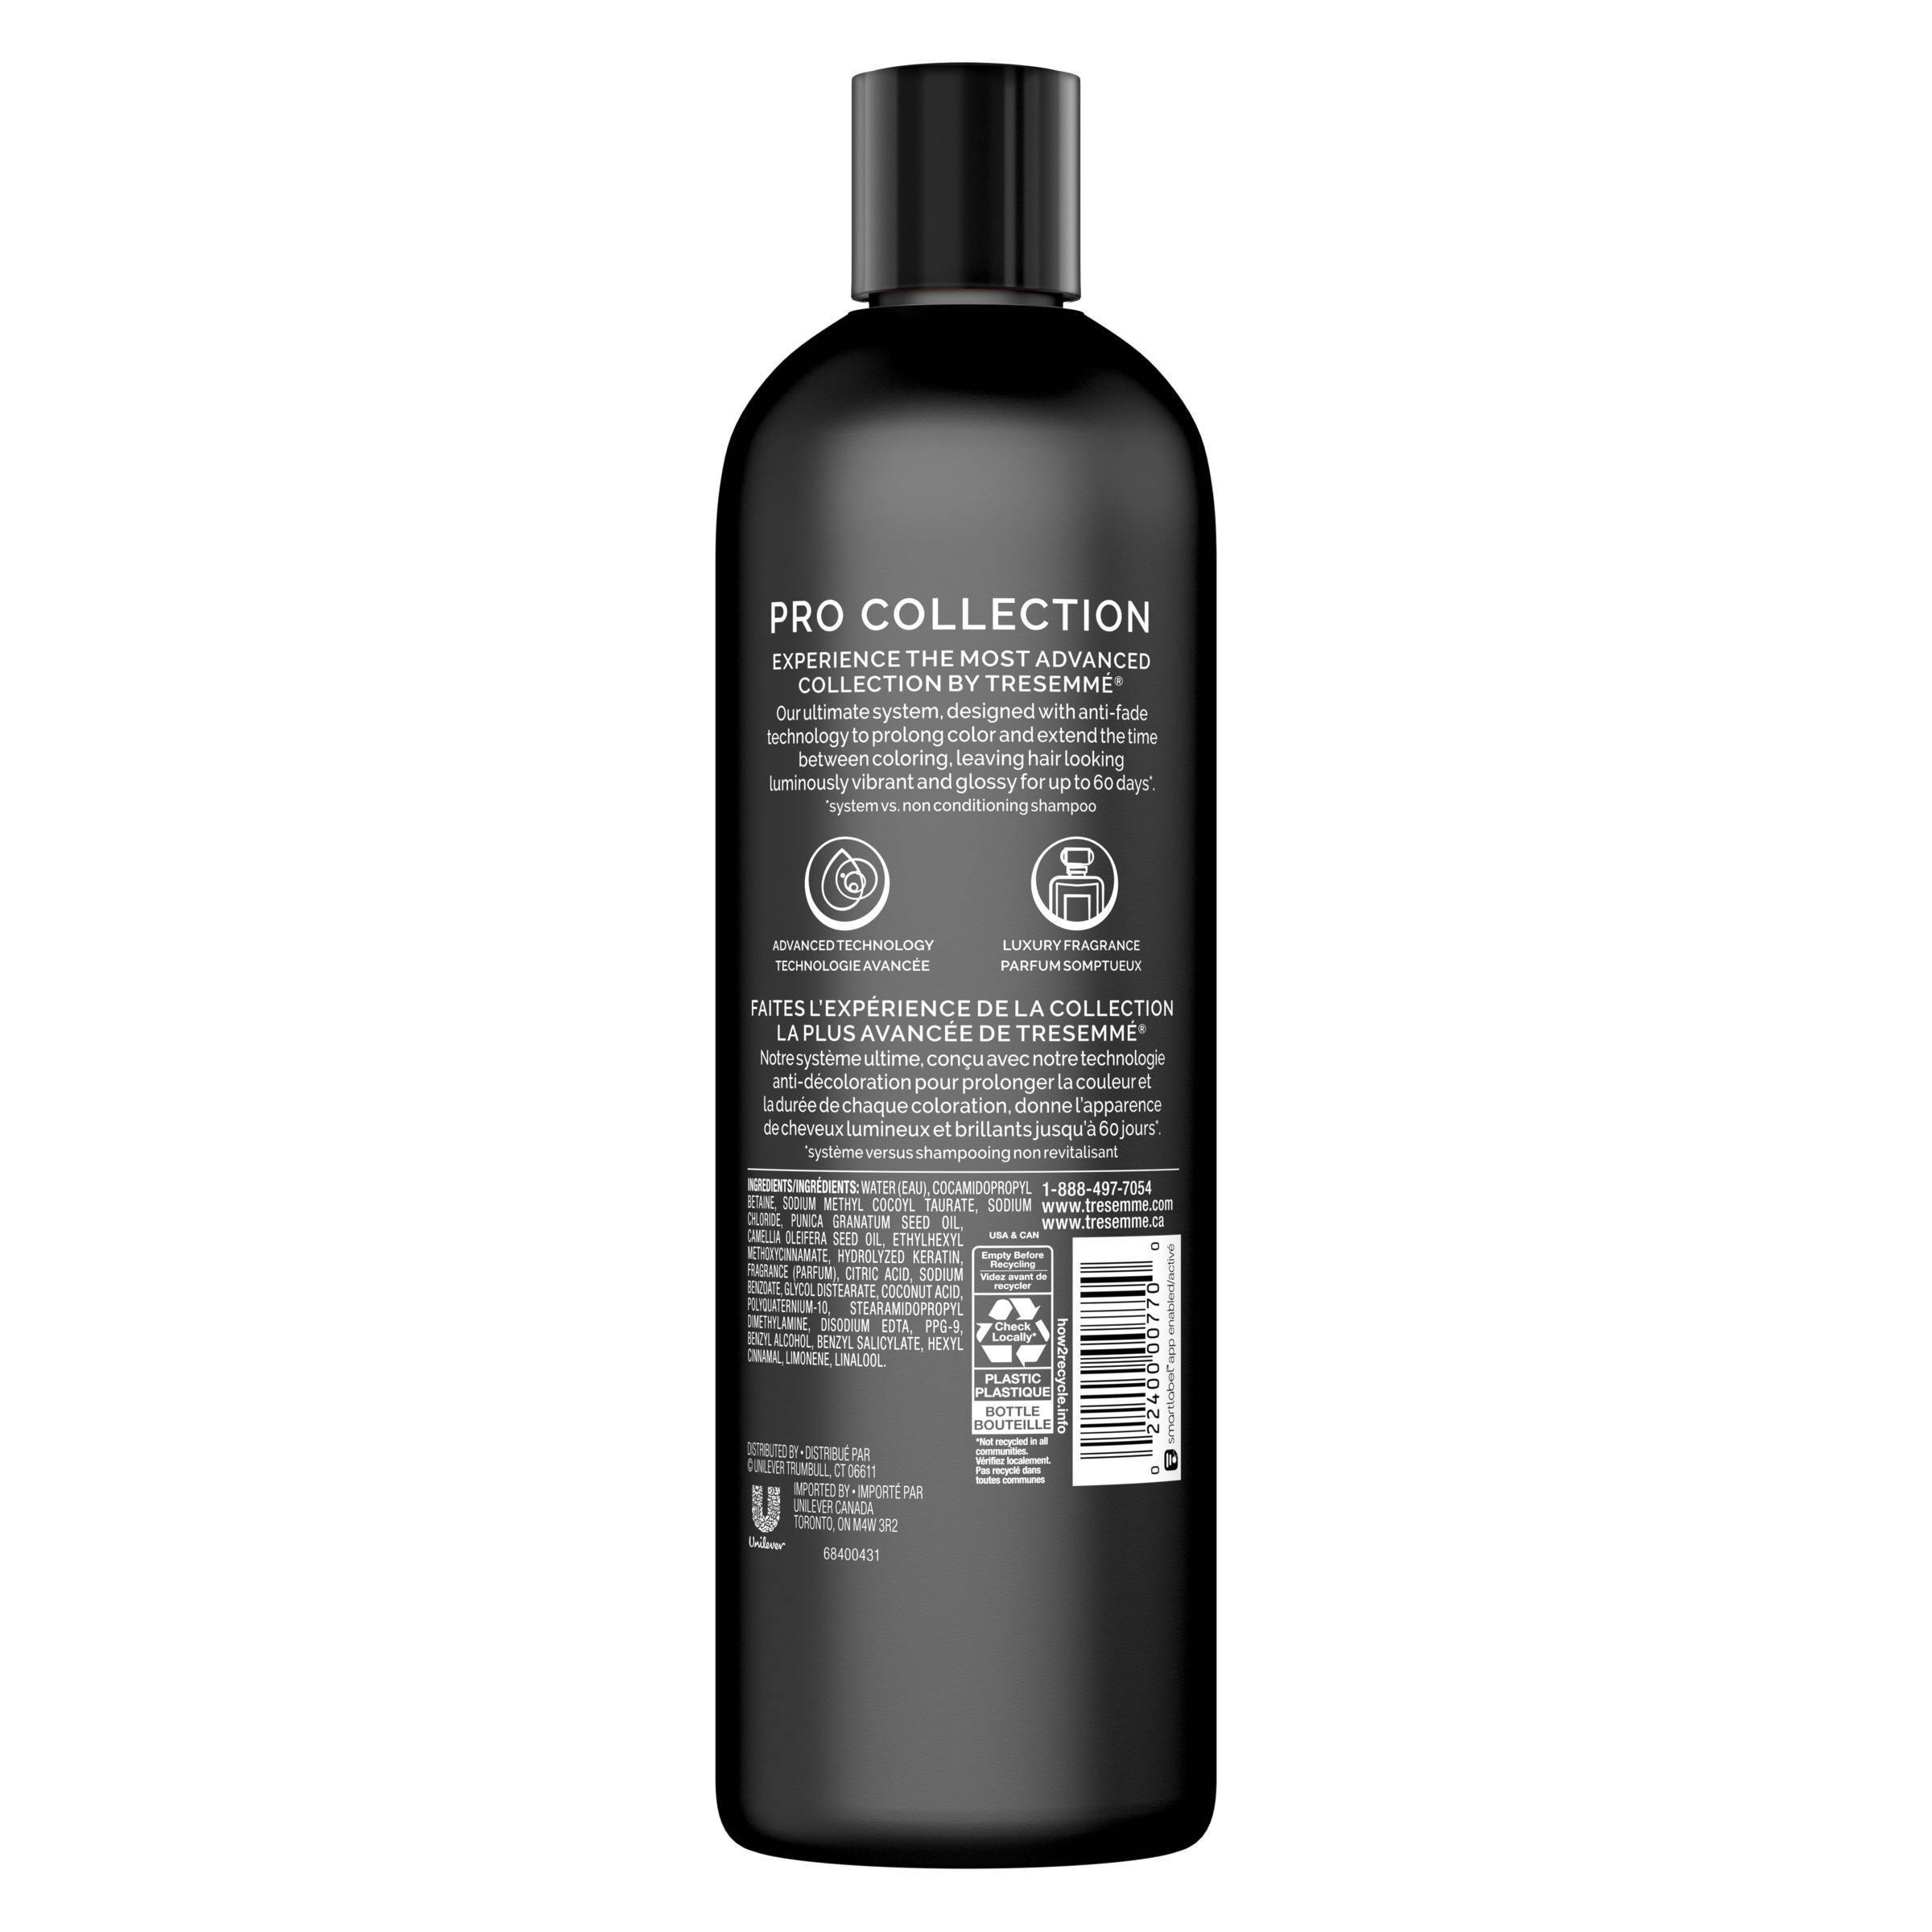 PRO COLLECTION
EXPERIENCE THE MOST ADVANCED
COLLECTION BY TRESEMMÉ®
Our ultimate system, designed with anti-fade
technology to prolong color and extend the time
between coloring, leaving hair looking
luminously vibrant and glossy for up to 60 days*.
*system vs. non conditioning shampoo
ADVANCED TECHNOLOGY
TECHNOLOGIE AVANCÉE
LUXURY FRAGRANCE
PARFUM SOMPTUEUX
FAITES L'EXPÉRIENCE DE LA COLLECTION
LA PLUS AVANCÉE DE TRESEMMÉ®
Notre système ultime, conçu avec notre technologie
anti-décoloration pour prolonger la couleur et
la durée de chaque coloration, donne l'apparence
de cheveux lumineux et brillants jusqu'à 60 jours*.
*système versus shampooing non revitalisant
INGREDIENTS/INGRÉDIENTS: WATER (EAU), COCAMIDOPROPYL
BETAINE, SODIUM METHYL COCOYL TAURATE, SODIUM
CHLORIDE, PUNICA GRANATUM SEED OIL,
CAMELLIA OLEIFERA SEED OIL, ETHYLHEXYL
METHOXYCINNAMATE, HYDROLYZED KERATIN,
FRAGRANCE (PARFUM), CITRIC ACID, SODIUM
BENZOATE, GLYCOL DISTEARATE, COCONUT ACID,
POLYQUATERNIUM-10, STEARAMIDOPROPYL
DIMETHYLAMINE, DISODIUM EDTA, PPG-9,
BENZYL ALCOHOL, BENZYL SALICYLATE, HEXYL
CINNAMAL, LIMONENE, LINALOOL.
1-888-497-7054
www.tresemme.com
www.tresemme.ca
USA & CAN
Empty Before
Recycling
Videz avant de
recycler
Check
Locally*
PLASTIC
PLASTIQUE
BOTTLE
BOUTEILLE
*Not recycled in all
communities.
Vérifiez localement.
Pas recyclé dans
toutes communes
how2recycle.info
0 22400 00770 0
smartlabel™ app enabled/activé
DISTRIBUTED BY • DISTRIBUÉ PAR
© UNILEVER TRUMBULL, CT 06611
IMPORTED BY • IMPORTÉ PAR
UNILEVER CANADA
TORONTO, ON M4W 3R2
Unilever
68400431